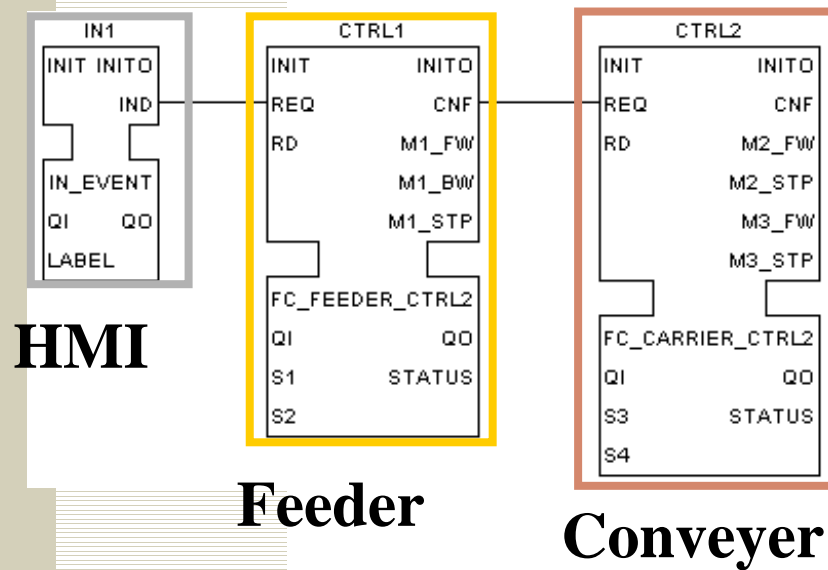 IN1
INIT INITO
IND
IN_EVENT
QI QO
LABEL
HMI
CTRL1
INIT INITO
REQ CNF
RD M1_FW
M1_BW
M1_STP
FC_FEEDER_CTRL2
QI QO
S1 STATUS
S2
Feeder
CTRL2
INIT INITO
REQ CNF
RD M2_FW
M2_STP
M3_FW
M3_STP
FC_CARRIER_CTRL2
QI QO
S3 STATUS
S4
Conveyer